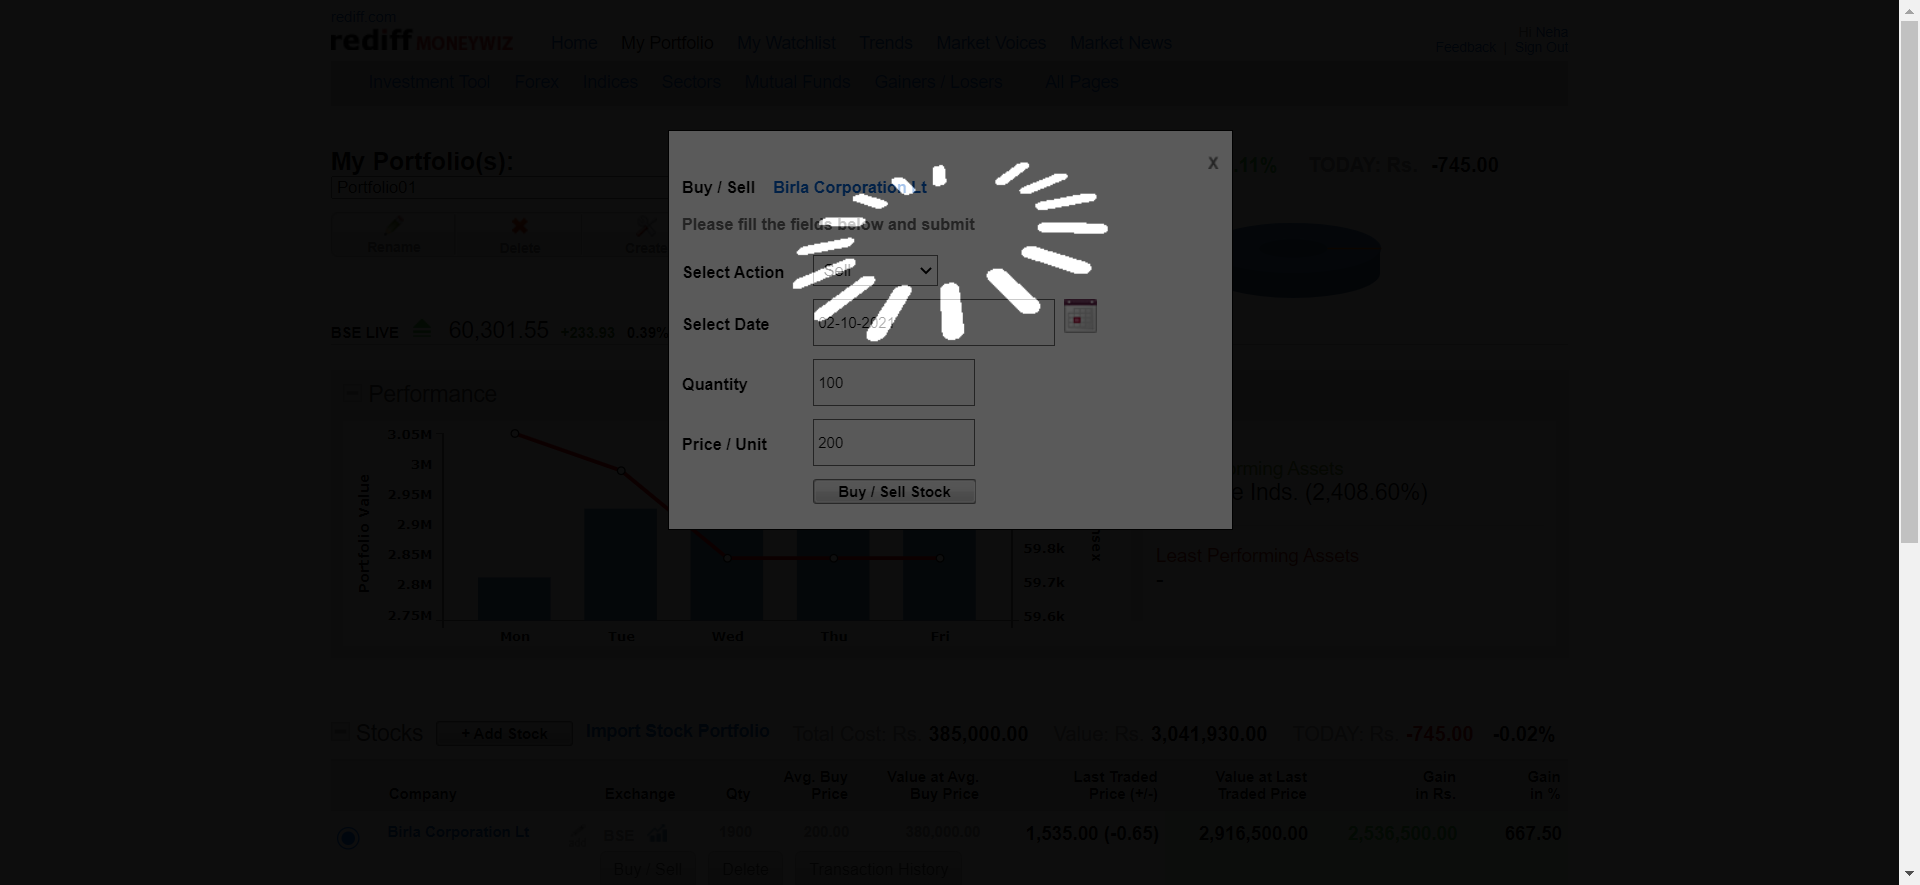 rediff.com
rediff MONEYWIZ
Home My Portfolio My Watchlist Trends Market Voices Market News
Hi Neha
Feedback | Sign Out
Investment Tool Forex Indices Sectors Mutual Funds Gainers / Losers All Pages
My Portfolio(s):
.11% TODAY: Rs. -745.00
Portfolio01
Rename Delete Create
BSE LIVE 60,301.55 +233.93 0.39%
X
Buy / Sell Birla Corporation Lt
Please fill the fields below and submit
Select Action Sell
Select Date 02-10-2021
Quantity 100
Price / Unit 200
Buy / Sell Stock
Performance
Portfolio Value
3.05M
3M
2.95M
2.9M
2.85M
2.8M
2.75M
Mon Tue Wed Thu Fri
59.8k
59.7k
59.6k
nsex
rming Assets
e Inds. (2,408.60%)
Least Performing Assets
-
Stocks + Add Stock Import Stock Portfolio Total Cost: Rs. 385,000.00 Value: Rs. 3,041,930.00 TODAY: Rs. -745.00 -0.02%
Company Exchange Qty Avg. Buy Price Value at Avg. Buy Price Last Traded Price (+/-) Value at Last Traded Price Gain in Rs. Gain in %
Birla Corporation Lt BSE 1900 200.00 380,000.00 1,535.00 (-0.65) 2,916,500.00 2,536,500.00 667.50
Buy / Sell Delete Transaction History